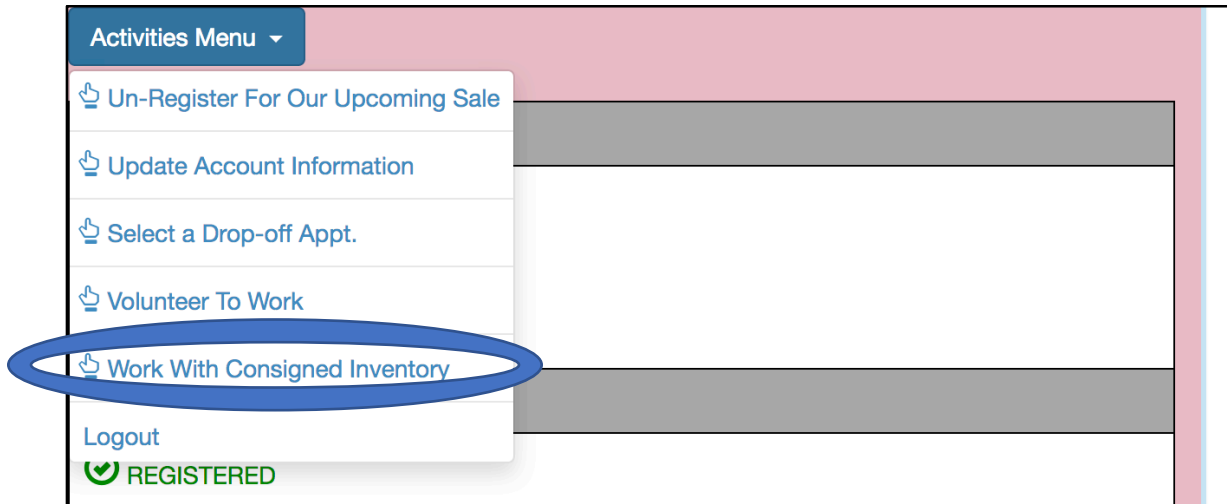 Activities Menu
Un-Register For Our Upcoming Sale
Update Account Information
Select a Drop-off Appt.
Volunteer To Work
Work With Consigned Inventory
Logout
REGISTERED